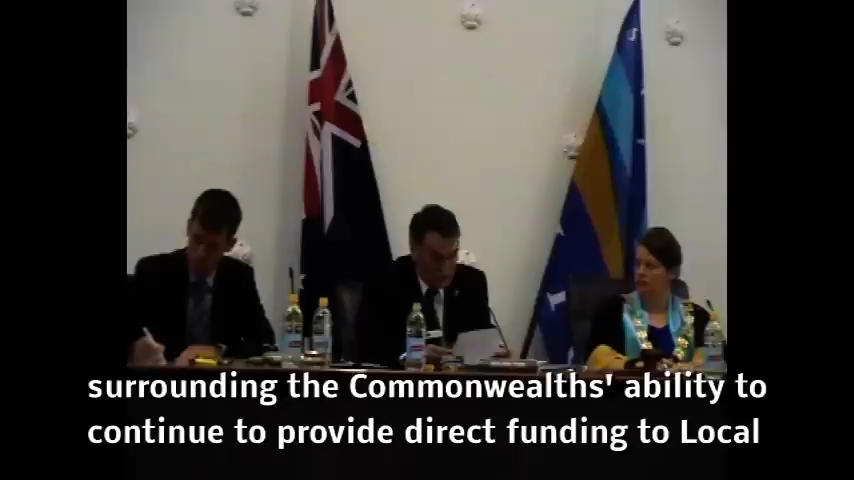 surrounding the Commonwealths' ability to
continue to provide direct funding to Local